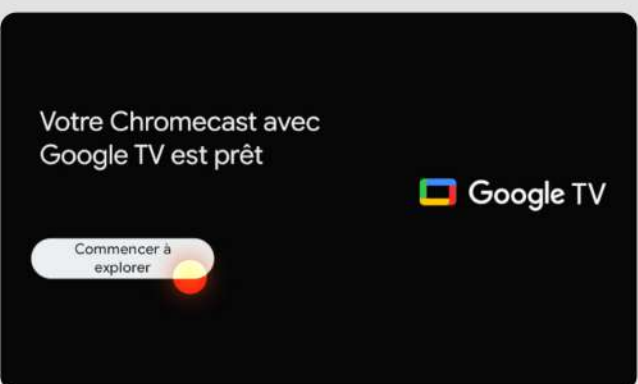 Votre Chromecast avec
Google TV est prêt
Google TV
Commencer à
explorer